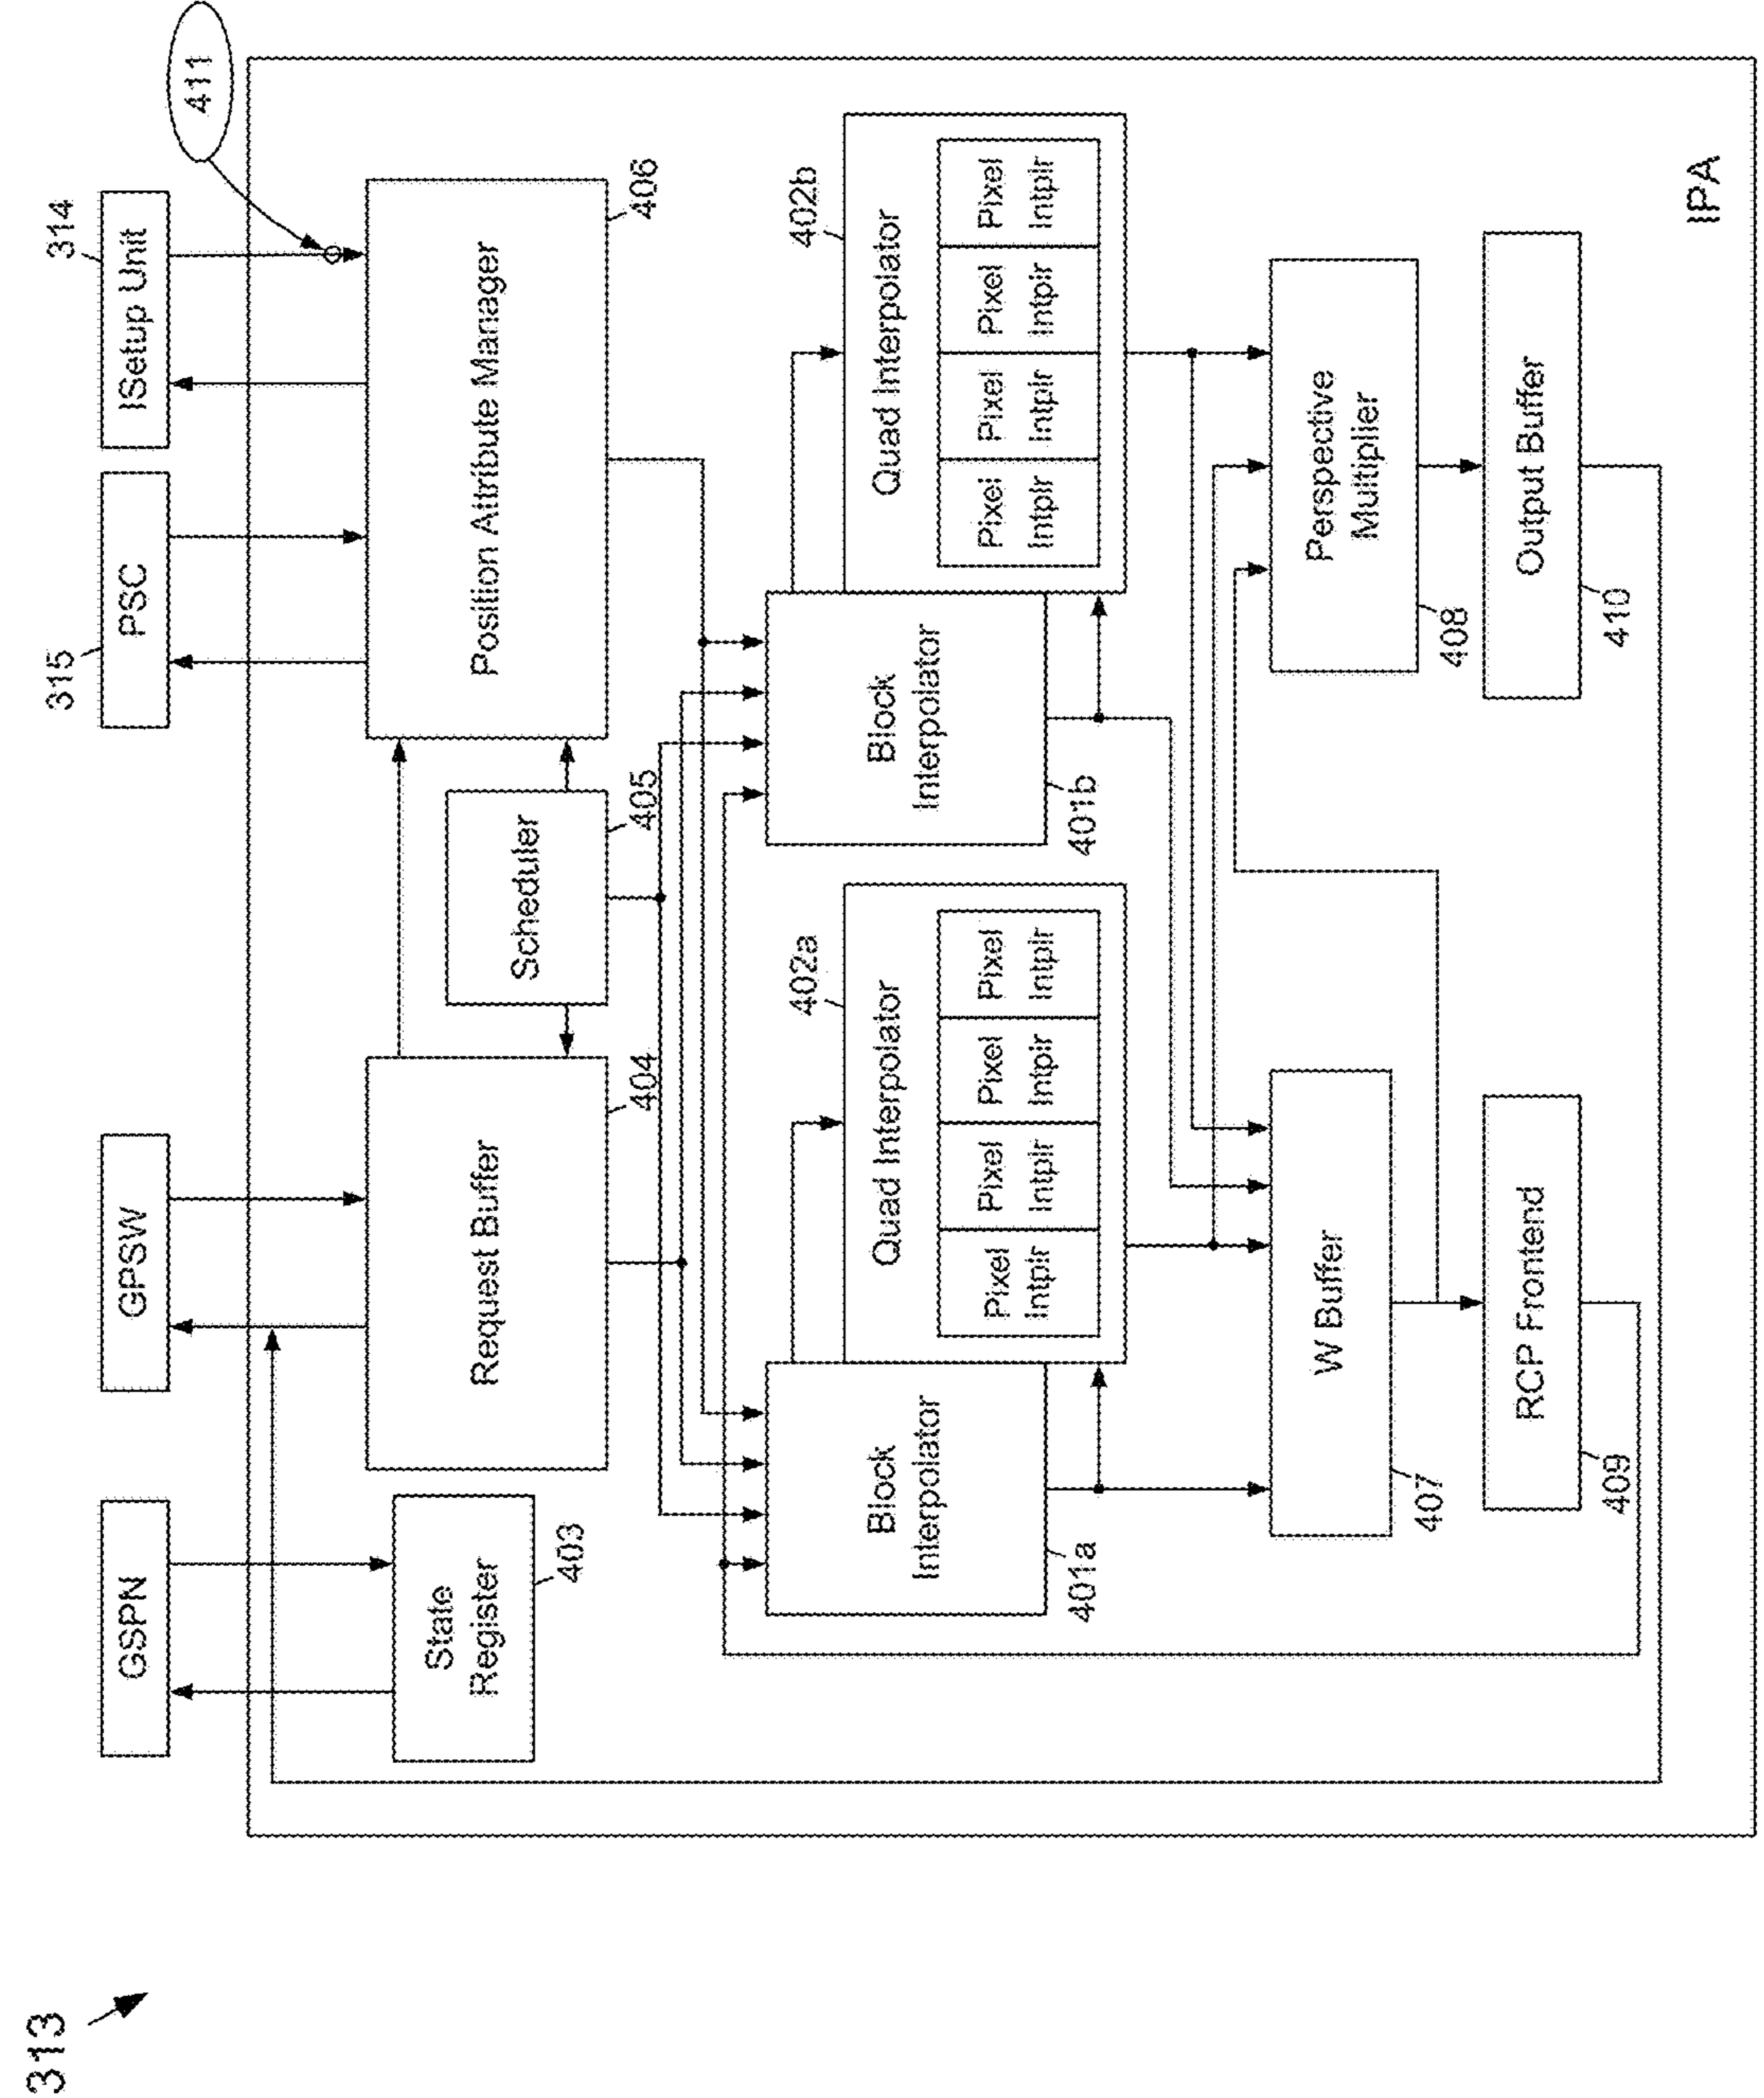 313
GSPN
GPSW
315
PSC
314
ISetup Unit
411
State
Register
403
Request Buffer
404
Scheduler
405
Position Attribute Manager
406
Block
Interpolator
401a
402a
Quad Interpolator
Pixel
Intplr
Pixel
Intplr
Pixel
Intplr
Pixel
Intplr
Block
Interpolator
401b
402b
Quad Interpolator
Pixel
Intplr
Pixel
Intplr
Pixel
Intplr
Pixel
Intplr
W Buffer
407
Perspective
Multiplier
408
RCP Frontend
409
Output Buffer
410
IPA